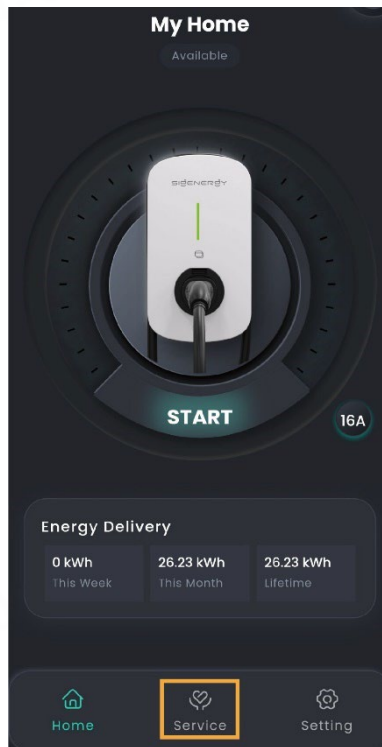 My Home
Available
SIGENERGY
START
16A
Energy Delivery
0 kWh 26.23 kWh 26.23 kWh
This Week This Month Lifetime
Home Service Setting